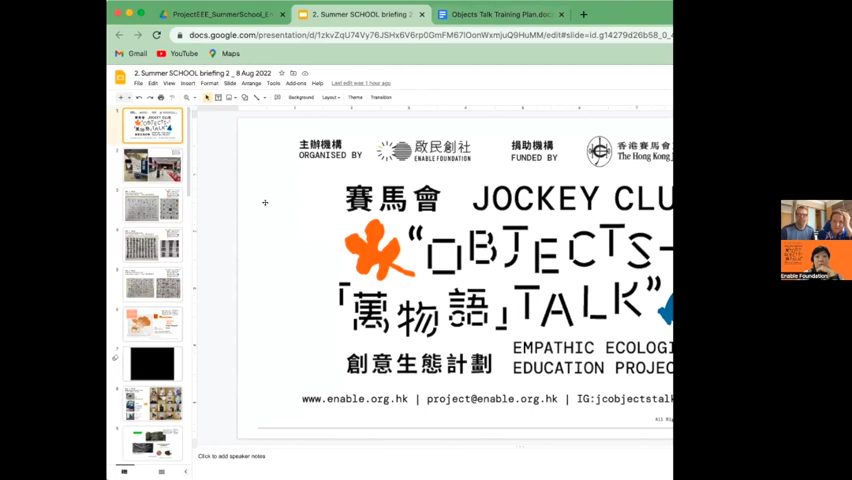 ProjectEEE_SummerSchool_En
2. Summer SCHOOL briefing 2
Objects Talk Training Plan.docx
docs.google.com/presentation/d/1zkvZqU74Vy76JSHx6V6rp0GmFM67IOonWxmjuQ9HuMM/edit#slide=id.g14279d26b58_0_4
Gmail YouTube Maps
2. Summer SCHOOL briefing 2 _ 8 Aug 2022
File Edit View Insert Format Slide Arrange Tools Add-ons Help Last edit was 1 hour ago
Background Layout Theme Transition
主辦機構
ORGANISED BY
啟民創社
ENABLE FOUNDATION
捐助機構
FUNDED BY
香港賽馬會
The Hong Kong J
賽馬會 JOCKEY CLU
"OBJECTS-
「萬物語」TALK"
創意生態計劃
EMPATHIC ECOLOGI
EDUCATION PROJEC
www.enable.org.hk | project@enable.org.hk | IG:jcobjectstalk
All Rig
Click to add speaker notes
Enable Foundation